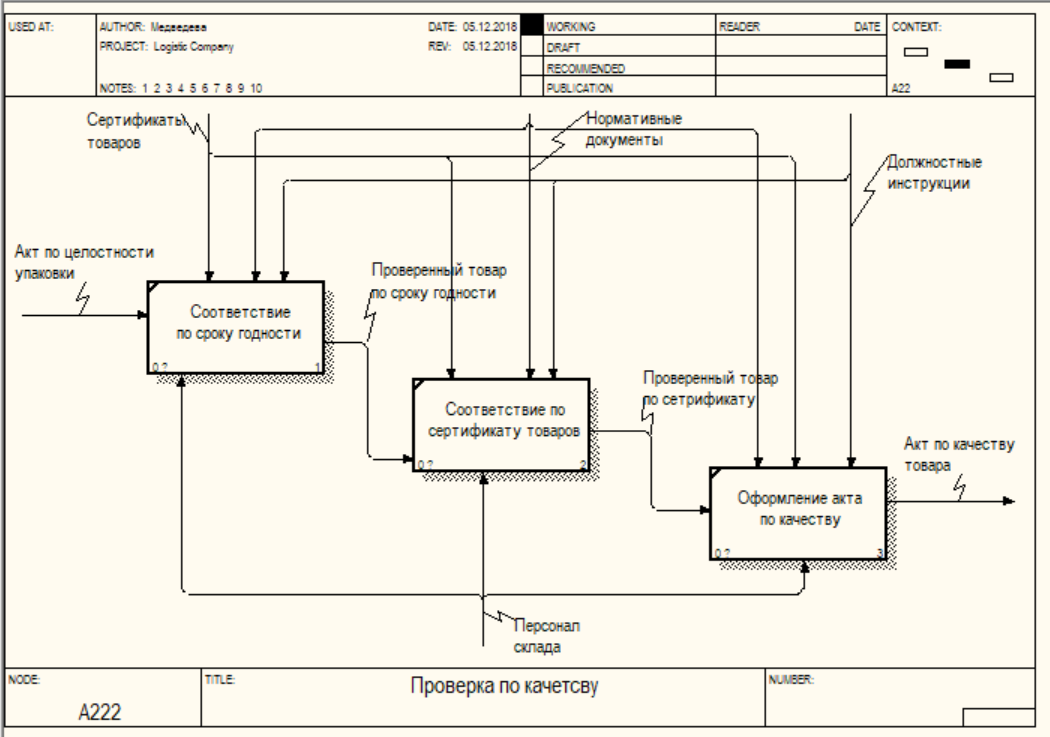 USED AT:
AUTHOR: Медведева
DATE: 05.12.2018
WORKING
READER
DATE
CONTEXT:
PROJECT: Logistic Company
REV: 05.12.2018
DRAFT
RECOMMENDED
NOTES: 1 2 3 4 5 6 7 8 9 10
PUBLICATION
A22
Сертификаты
товаров
Нормативные
документы
Должностные
инструкции
Акт по целостности
упаковки
Проверенный товар
по сроку годности
Соответствие
по сроку годности
0 ?
1
Проверенный товар
по сетрификату
Соответствие по
сертификату товаров
0 ?
2
Акт по качеству
товара
Оформление акта
по качеству
0 ?
3
Персонал
склада
NODE:
TITLE:
NUMBER:
A222
Проверка по качетсву